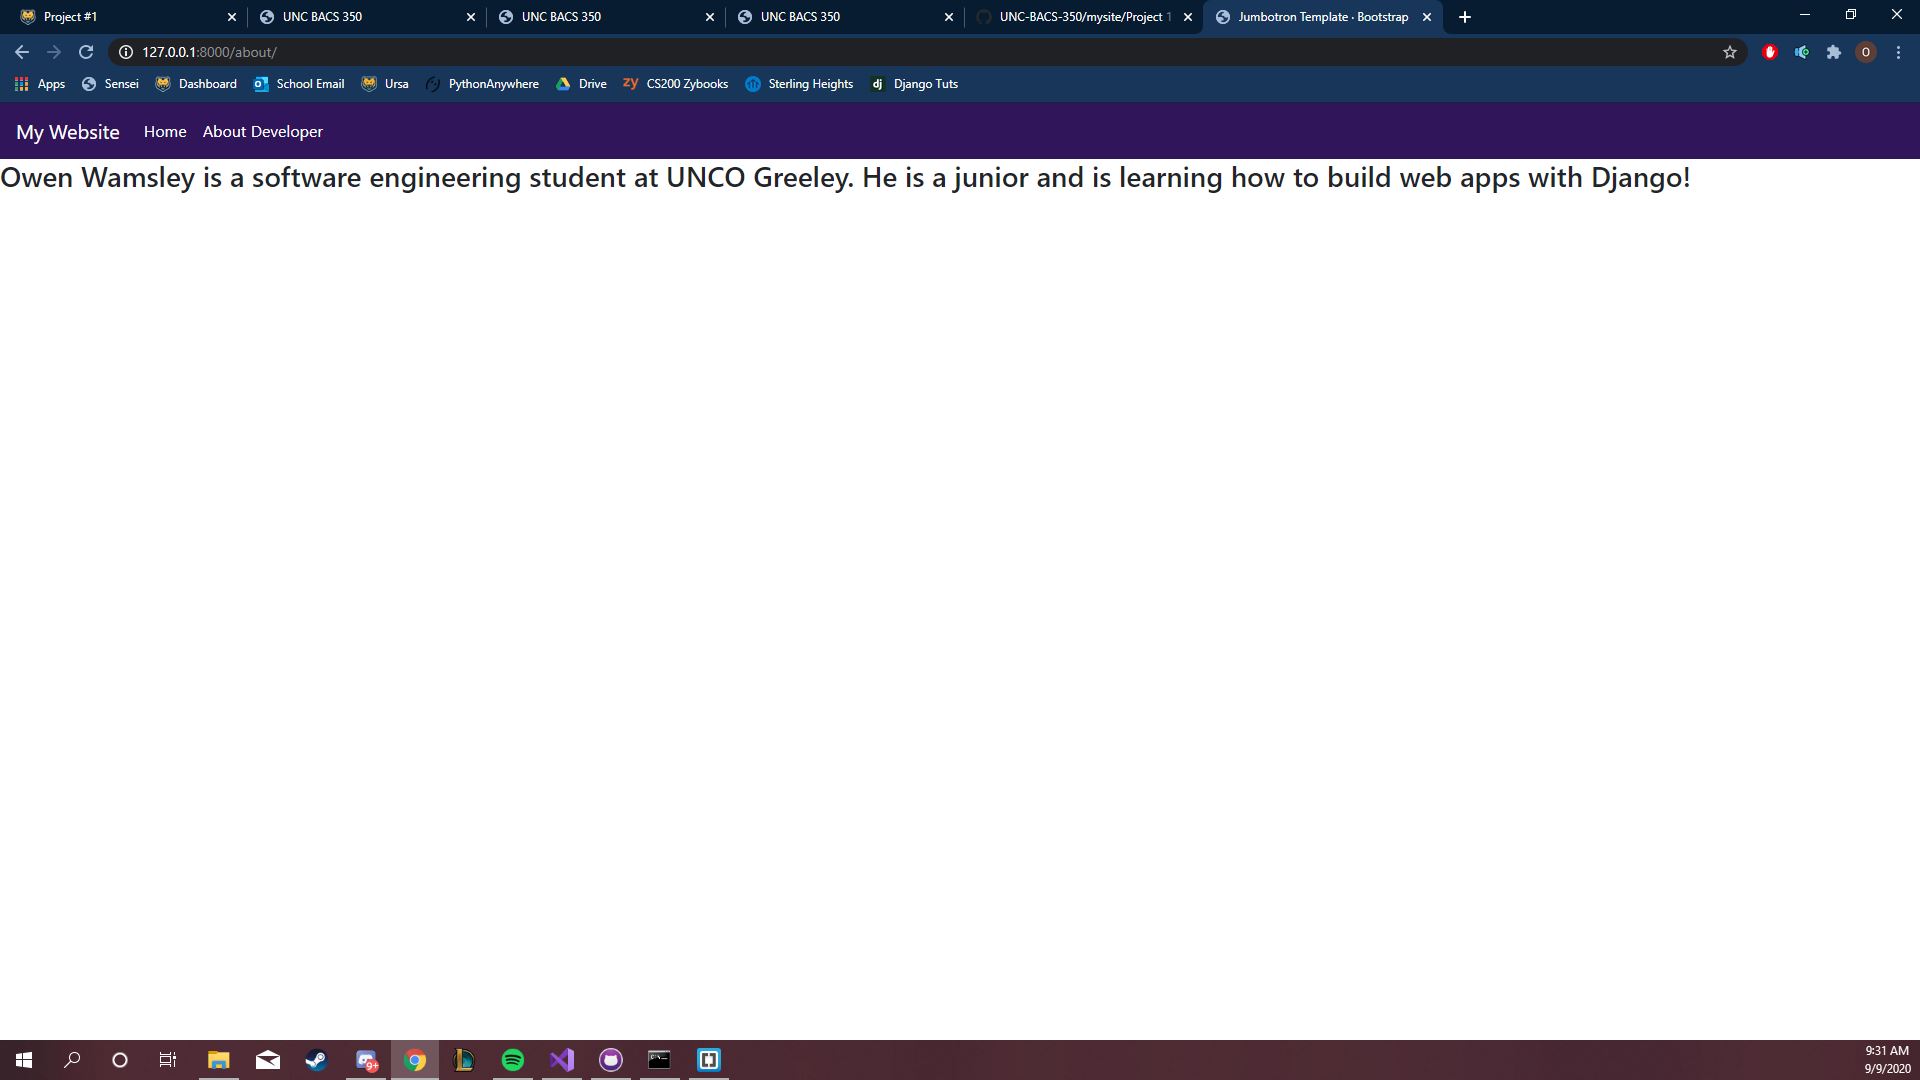 Project #1
UNC BACS 350
UNC BACS 350
UNC BACS 350
UNC-BACS-350/mysite/Project 1
Jumbotron Template · Bootstrap
127.0.0.1:8000/about/
O
Apps
Sensei
Dashboard
School Email
Ursa
PythonAnywhere
Drive
zy CS200 Zybooks
Sterling Heights
dj Django Tuts
My Website
Home
About Developer
Owen Wamsley is a software engineering student at UNCO Greeley. He is a junior and is learning how to build web apps with Django!
9+
9:31 AM
9/9/2020